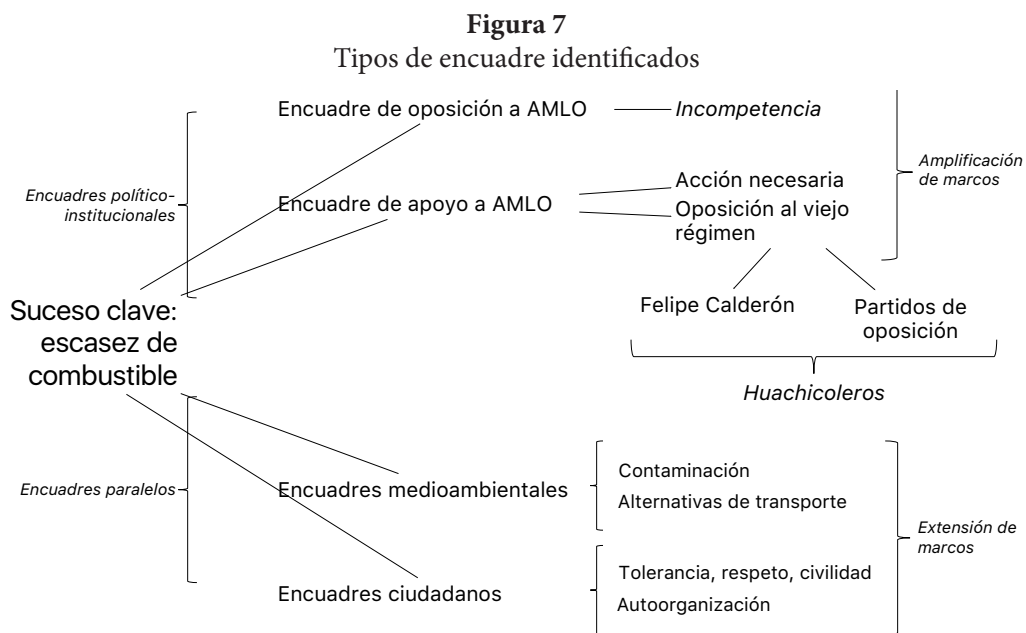 Figura 7
Tipos de encuadre identificados
Encuadre de oposición a AMLO
Incompetencia
Amplificación
de marcos
Encuadres político-
institucionales
Encuadre de apoyo a AMLO
Acción necesaria
Oposición al viejo
régimen
Suceso clave:
escasez de
combustible
Felipe Calderón
Partidos de
oposición
Huachicoleros
Encuadres paralelos
Encuadres medioambientales
Contaminación
Alternativas de transporte
Extensión de
marcos
Encuadres ciudadanos
Tolerancia, respeto, civilidad
Autoorganización